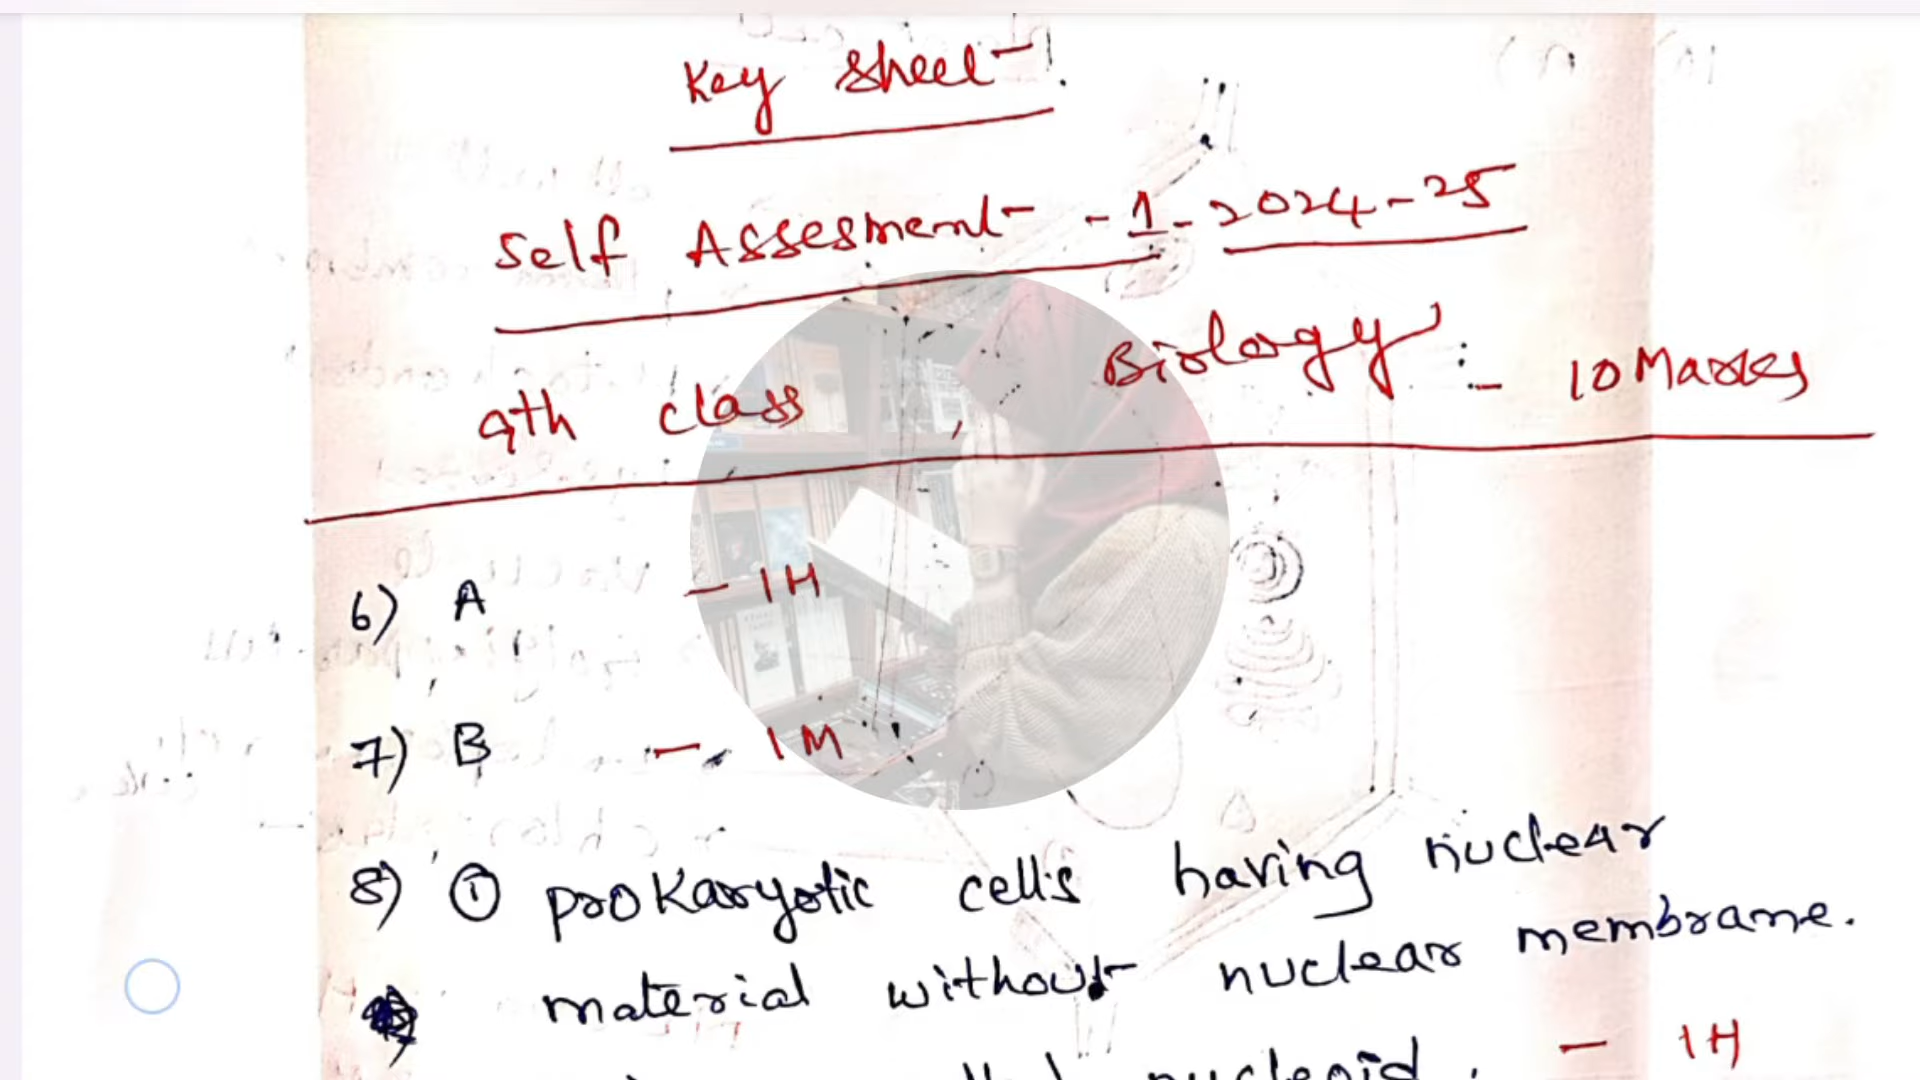 Key Sheet
Self Assesment - 1 - 2024-25
9th class, Biology :- 10 Marks
6) A - 1M
7) B - 1M
8) ① prokaryotic cells having nuclear
material without nuclear membrane.
nucleoid. - 1M